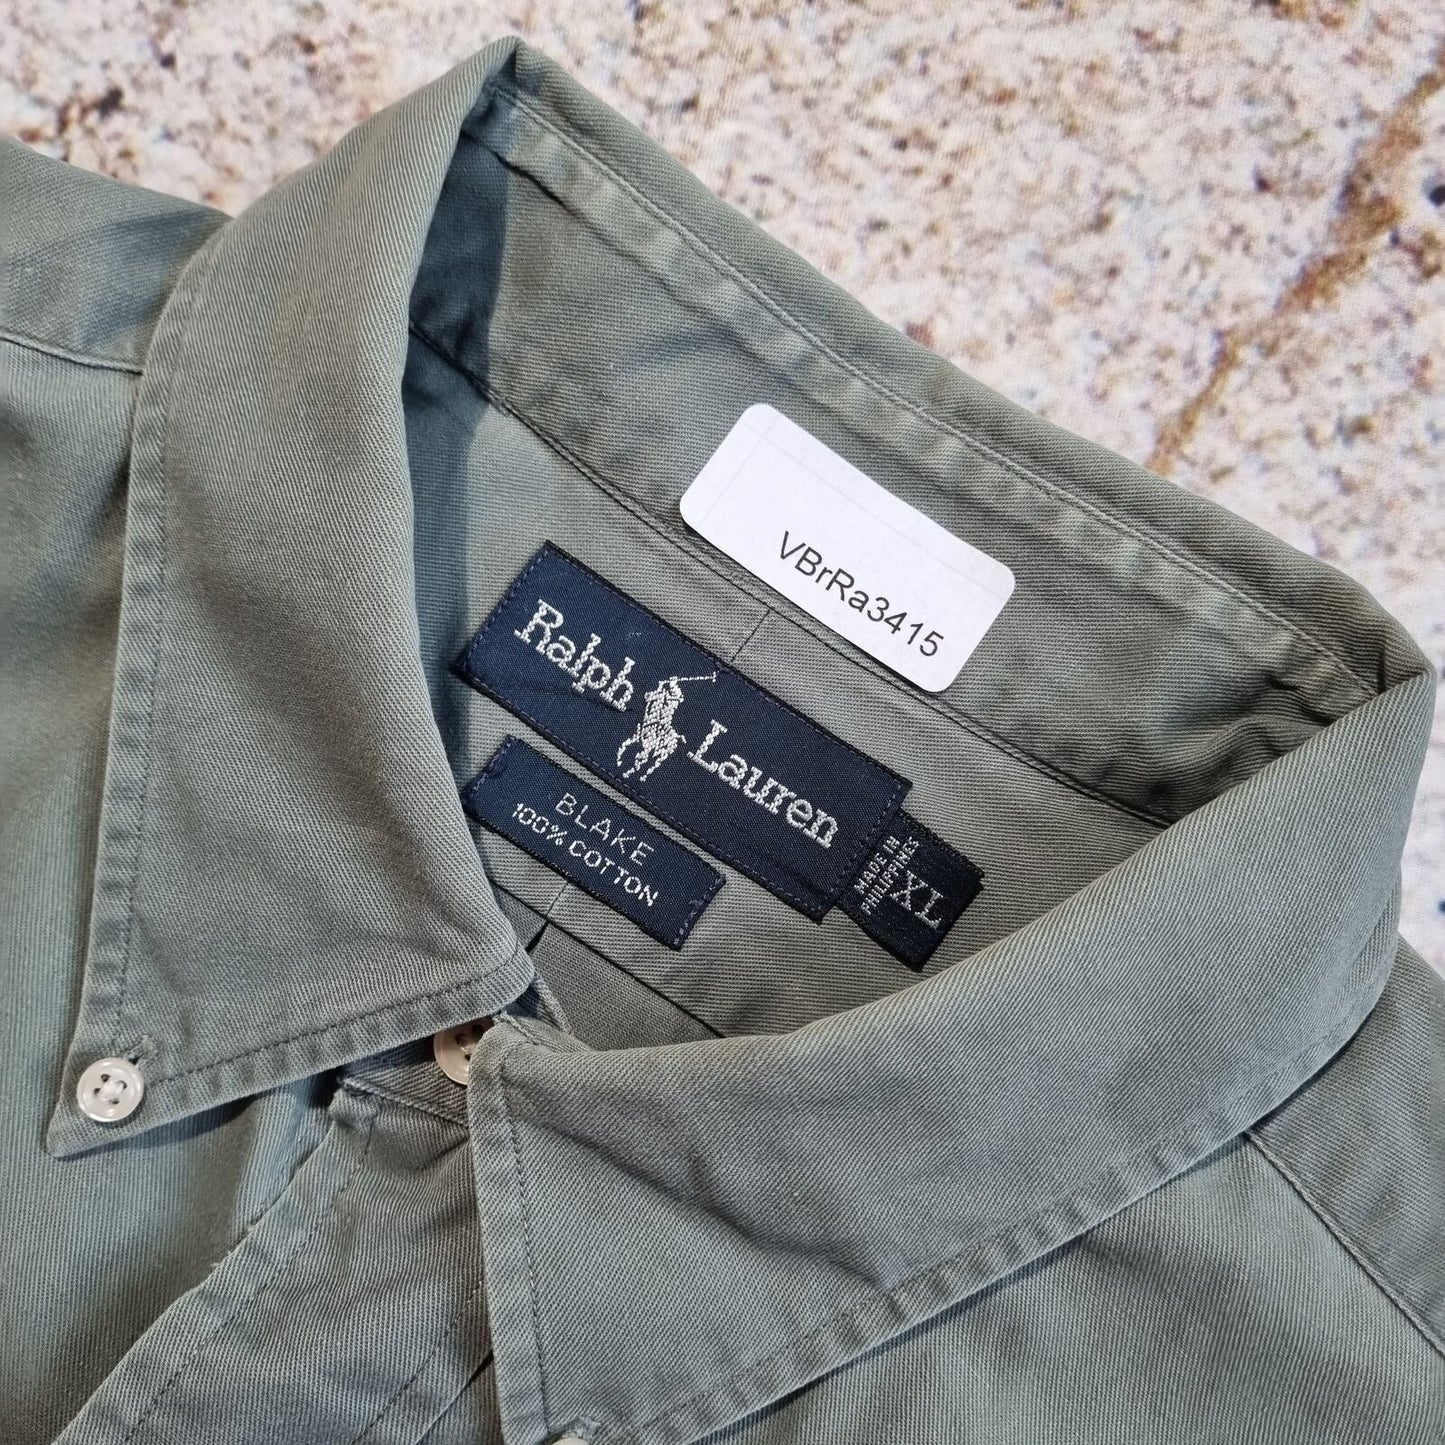 VBrRa3415
Ralph Lauren
BLAKE
100% COTTON
MADE IN
PHILIPPINES
XL